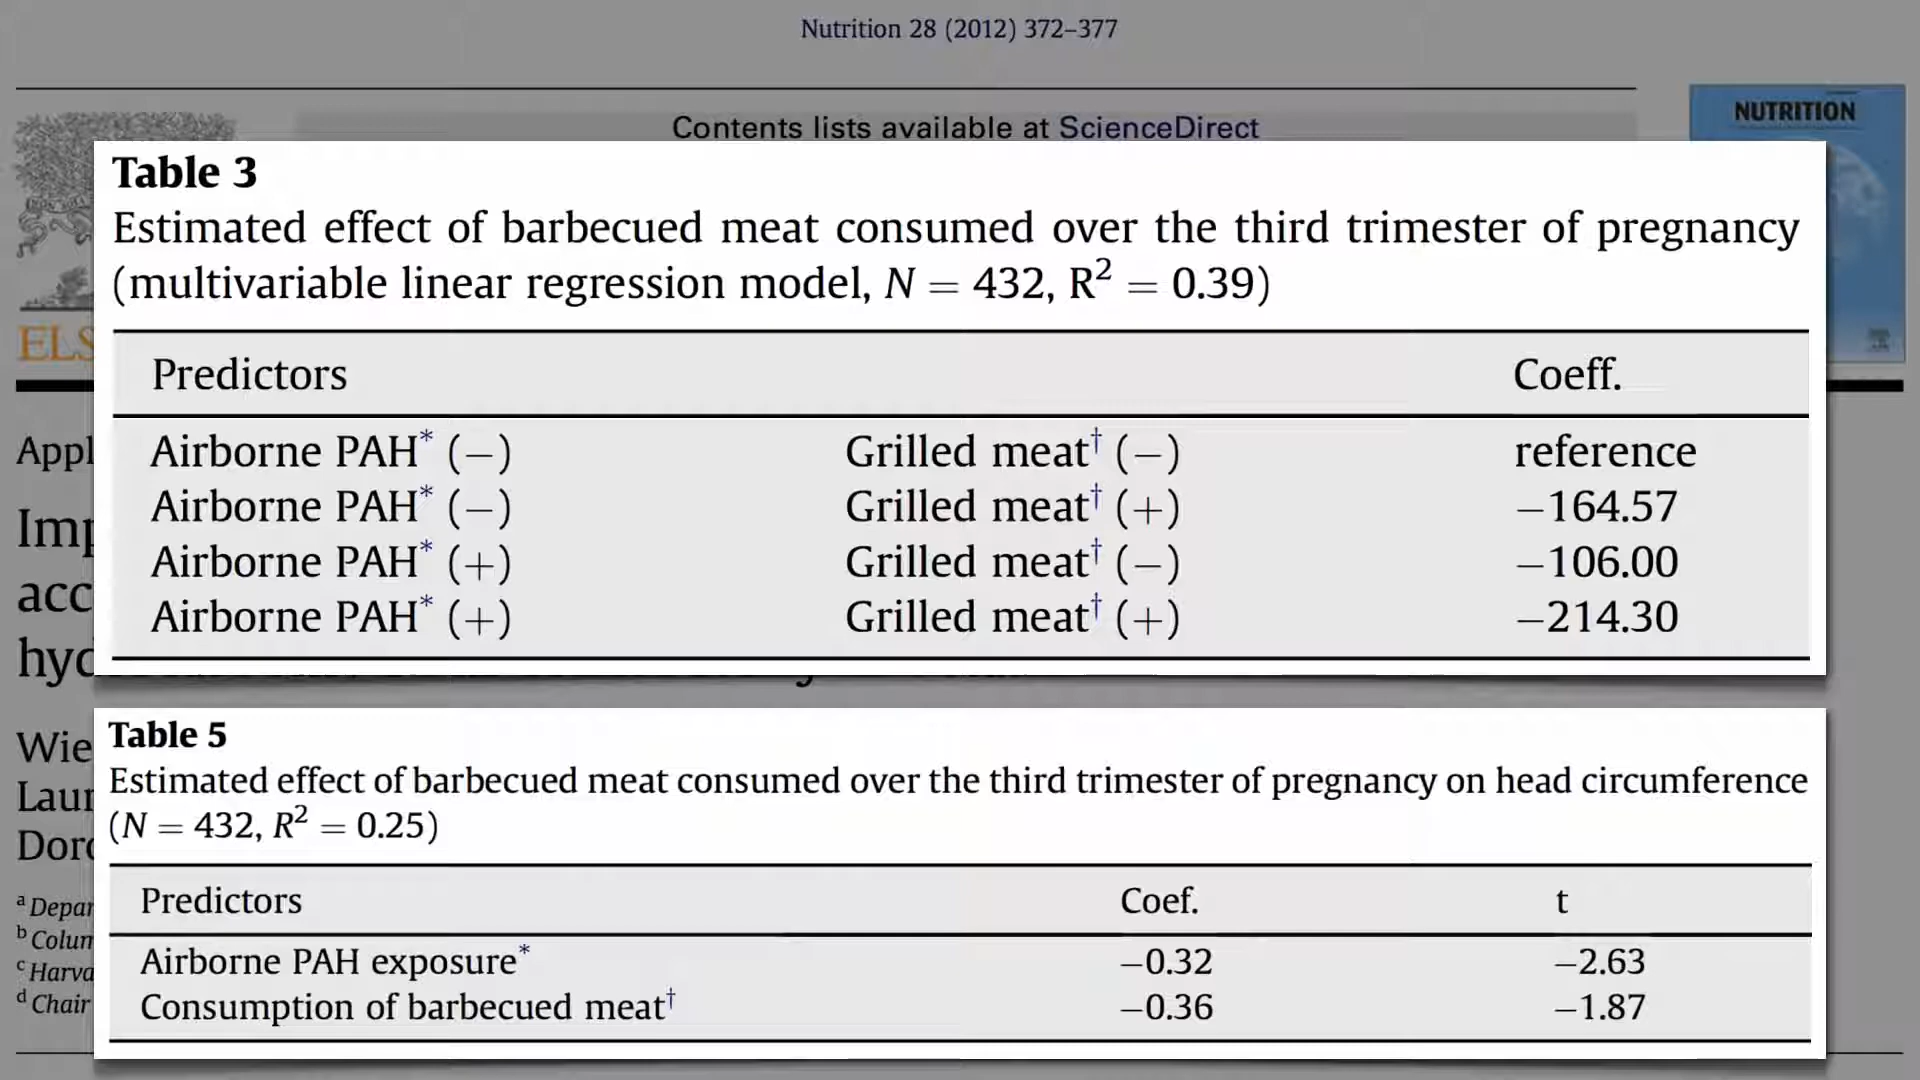 Nutrition 28 (2012) 372–377
Contents lists available at ScienceDirect
NUTRITION
Table 3
Estimated effect of barbecued meat consumed over the third trimester of pregnancy
(multivariable linear regression model, N = 432, R² = 0.39)
Predictors Coeff.
Airborne PAH* (−) Grilled meat† (−) reference
Airborne PAH* (−) Grilled meat† (+) −164.57
Airborne PAH* (+) Grilled meat† (−) −106.00
Airborne PAH* (+) Grilled meat† (+) −214.30
Table 5
Estimated effect of barbecued meat consumed over the third trimester of pregnancy on head circumference
(N = 432, R² = 0.25)
Predictors Coef. t
Airborne PAH exposure* −0.32 −2.63
Consumption of barbecued meat† −0.36 −1.87